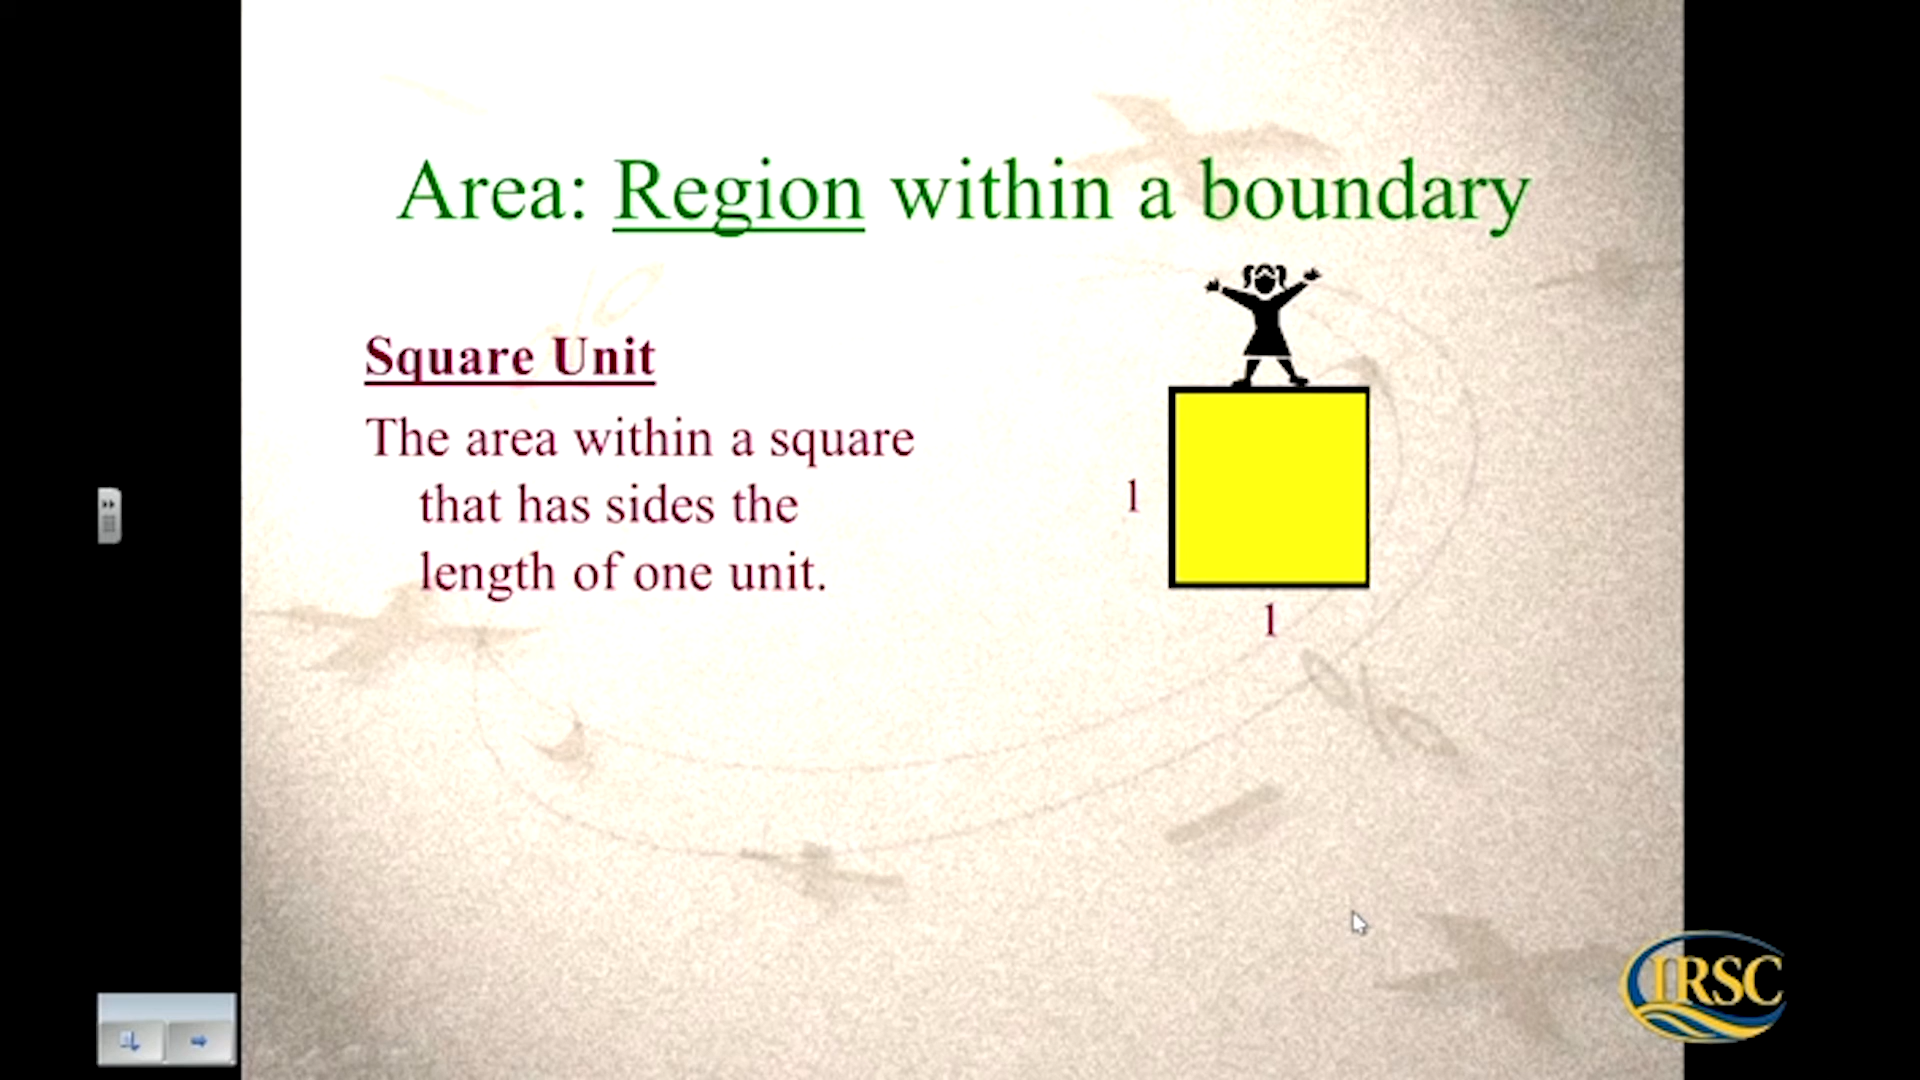 Area: Region within a boundary
Square Unit
The area within a square
that has sides the
length of one unit.
1
1
IRSC